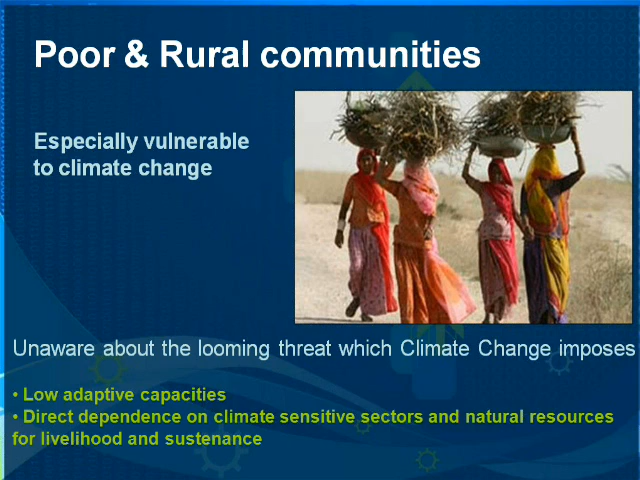 Poor & Rural communities
Especially vulnerable
to climate change
Unaware about the looming threat which Climate Change imposes
• Low adaptive capacities
• Direct dependence on climate sensitive sectors and natural resources
for livelihood and sustenance